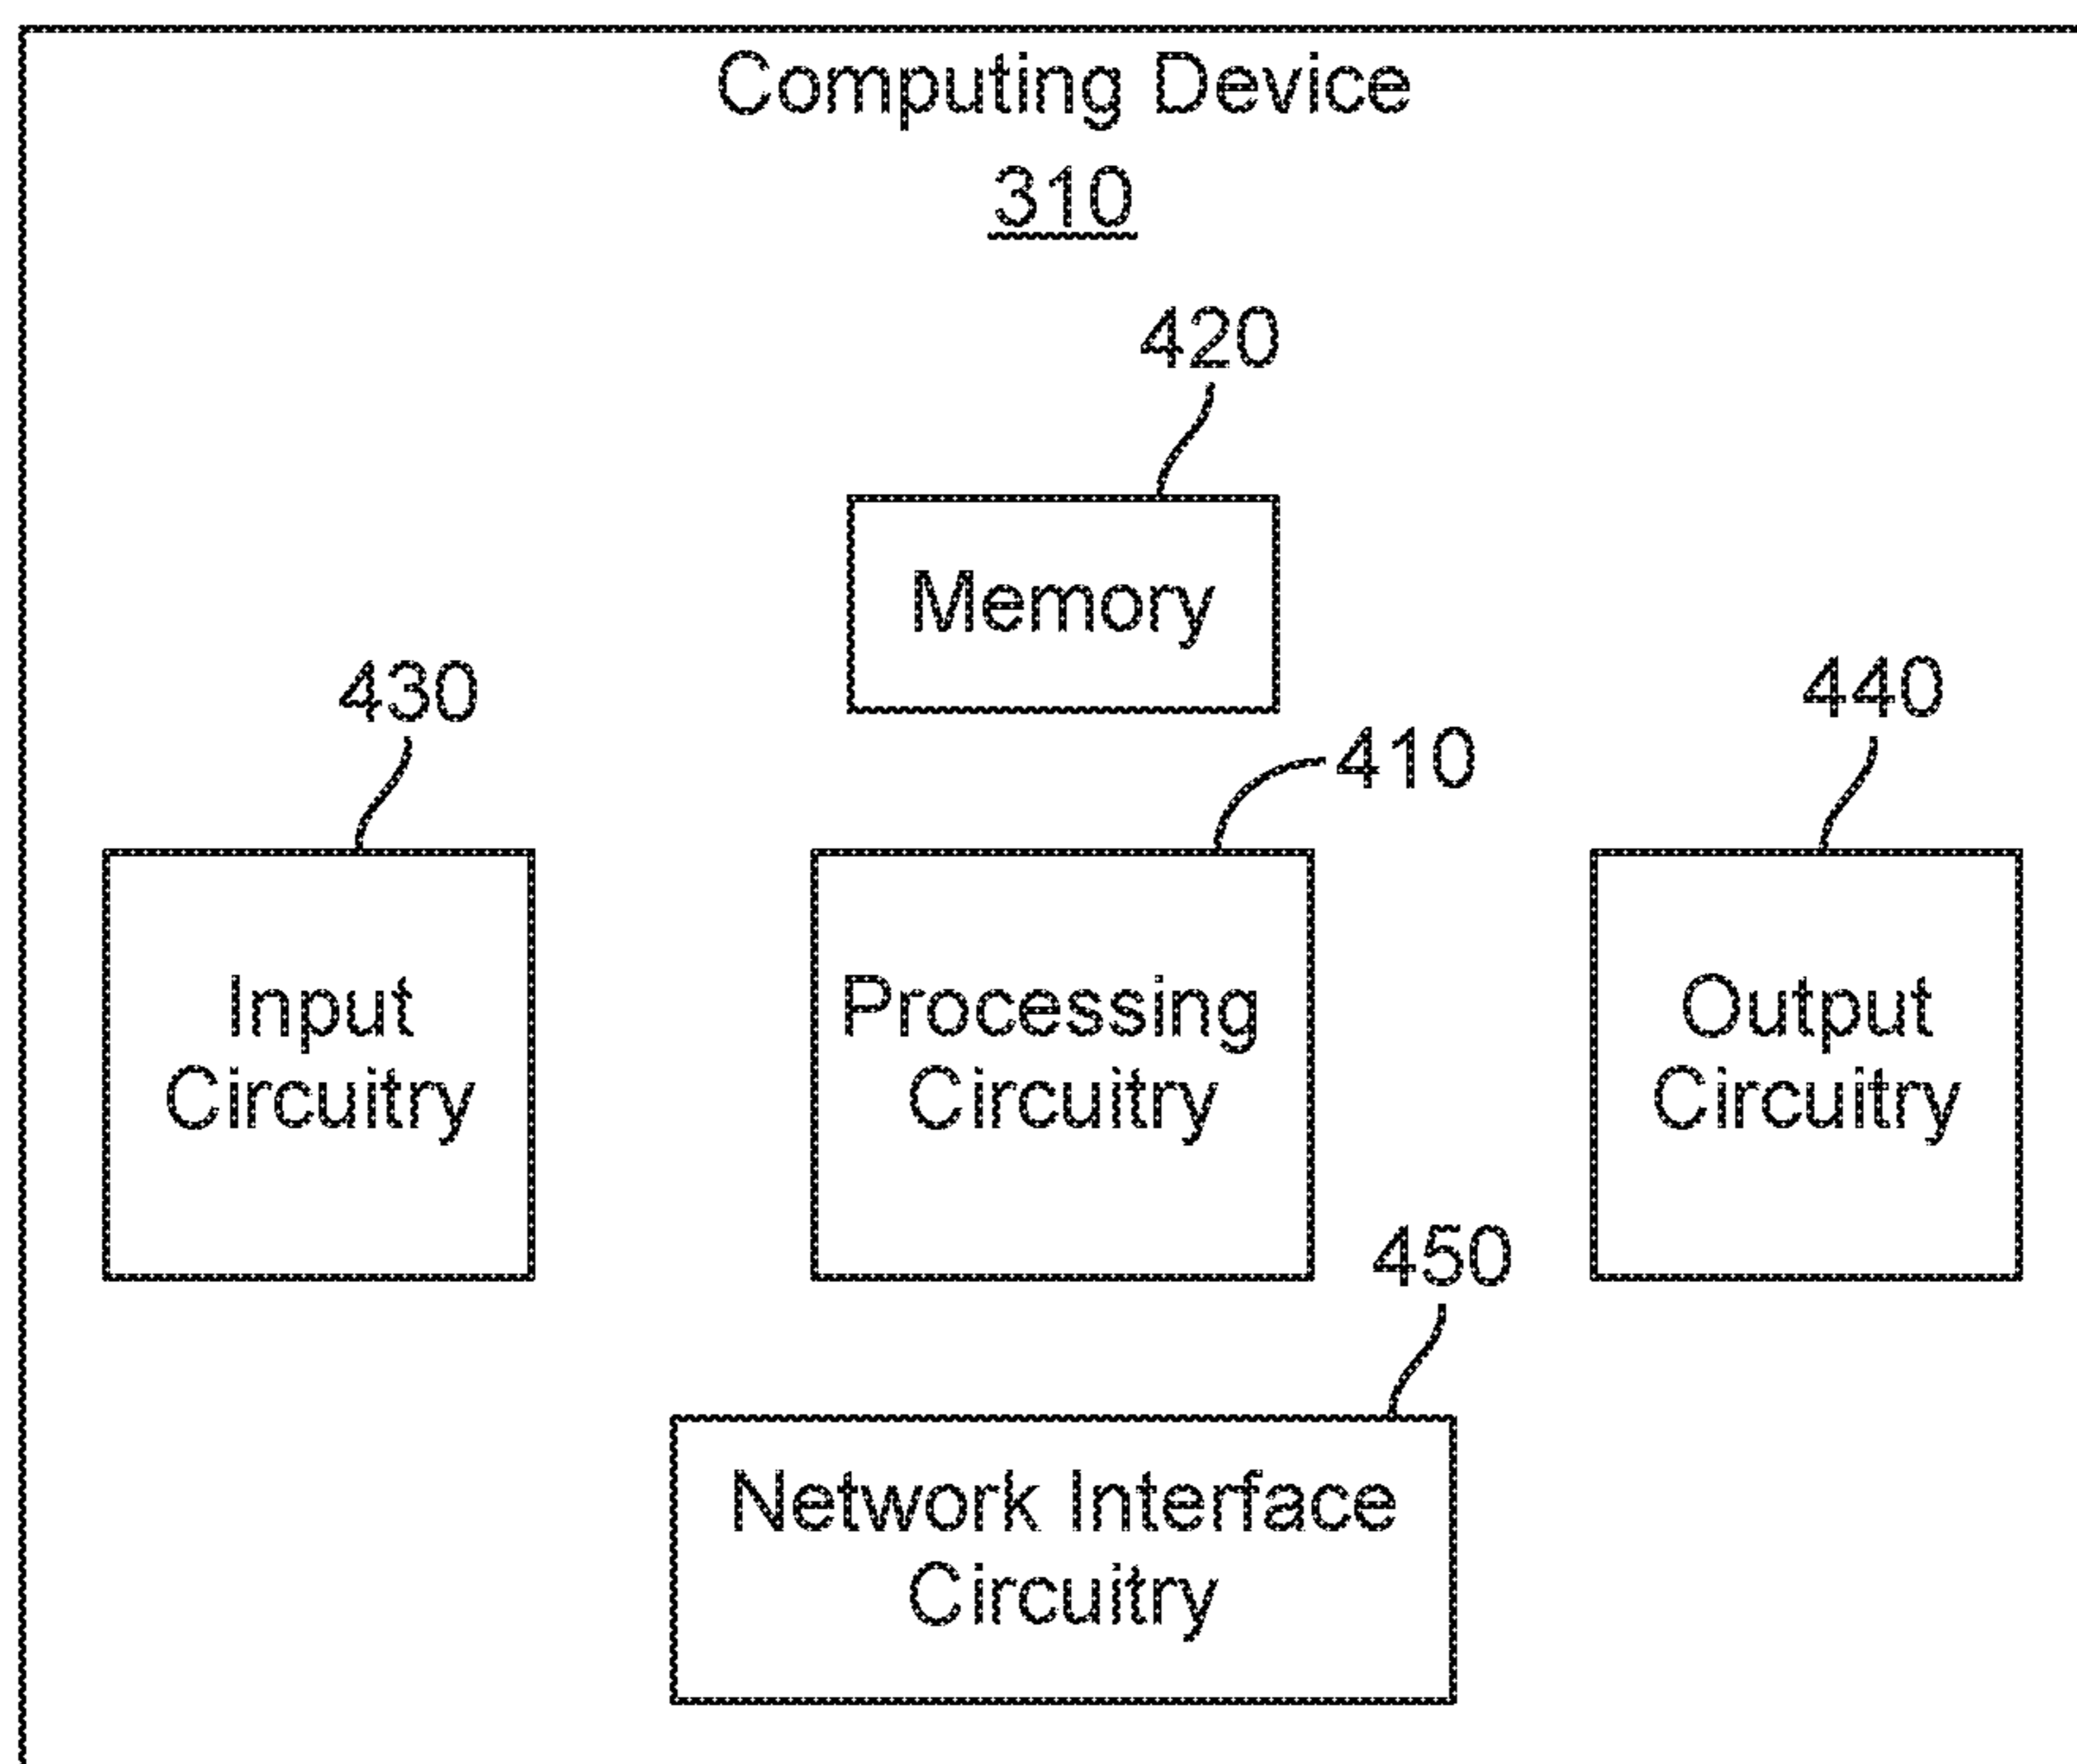 Computing Device
310
420
Memory
430
440
410
Input
Circuitry
Processing
Circuitry
Output
Circuitry
450
Network Interface
Circuitry